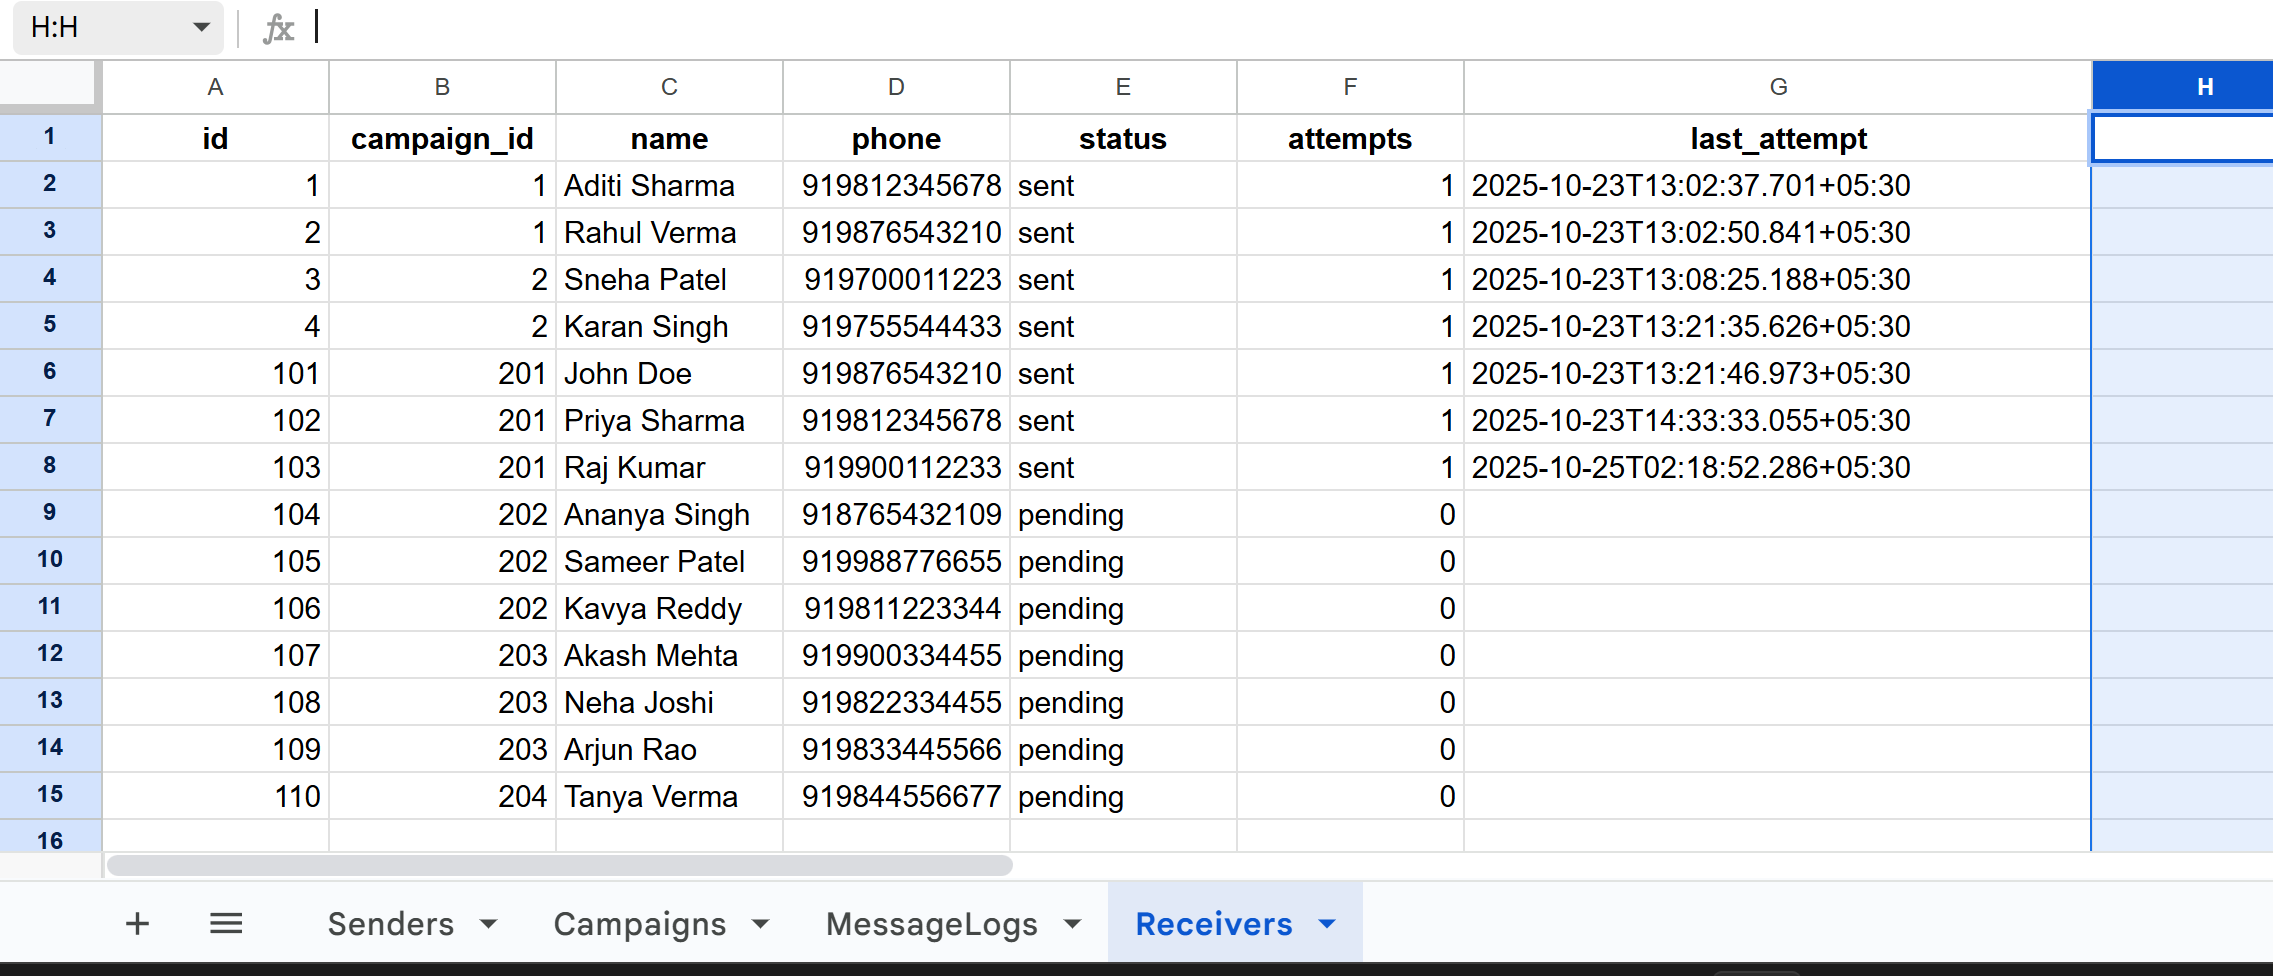 H:H fx
A B C D E F G H
1 id campaign_id name phone status attempts last_attempt
2 1 1 Aditi Sharma 919812345678 sent 1 2025-10-23T13:02:37.701+05:30
3 2 1 Rahul Verma 919876543210 sent 1 2025-10-23T13:02:50.841+05:30
4 3 2 Sneha Patel 919700011223 sent 1 2025-10-23T13:08:25.188+05:30
5 4 2 Karan Singh 919755544433 sent 1 2025-10-23T13:21:35.626+05:30
6 101 201 John Doe 919876543210 sent 1 2025-10-23T13:21:46.973+05:30
7 102 201 Priya Sharma 919812345678 sent 1 2025-10-23T14:33:33.055+05:30
8 103 201 Raj Kumar 919900112233 sent 1 2025-10-25T02:18:52.286+05:30
9 104 202 Ananya Singh 918765432109 pending 0
10 105 202 Sameer Patel 919988776655 pending 0
11 106 202 Kavya Reddy 919811223344 pending 0
12 107 203 Akash Mehta 919900334455 pending 0
13 108 203 Neha Joshi 919822334455 pending 0
14 109 203 Arjun Rao 919833445566 pending 0
15 110 204 Tanya Verma 919844556677 pending 0
16
Senders Campaigns MessageLogs Receivers